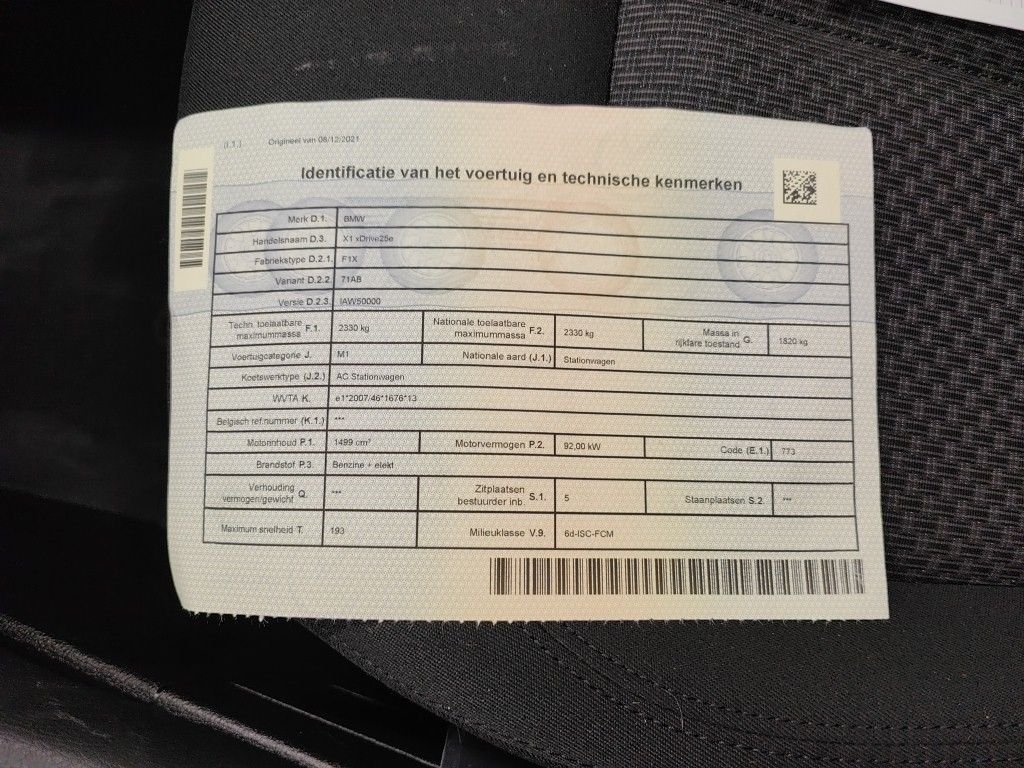 (I.1.) Origineel van 08/12/2021
Identificatie van het voertuig en technische kenmerken
Merk D.1. BMW
Handelsnaam D.3. X1 xDrive25e
Fabriekstype D.2.1. F1X
Variant D.2.2. 71AB
Versie D.2.3. IAW50000
Techn. toelaatbare maximummassa F.1. 2330 kg Nationale toelaatbare maximummassa F.2. 2330 kg Massa in rijklare toestand G. 1820 kg
Voertuigcategorie J. M1 Nationale aard (J.1.) Stationwagen
Koetswerktype (J.2.) AC Stationwagen
WVTA K. e1*2007/46*1676*13
Belgisch ref.nummer (K.1.) ***
Motorinhoud P.1. 1499 cm³ Motorvermogen P.2. 92,00 kW Code (E.1.) 773
Brandstof P.3. Benzine + elekt
Verhouding vermogen/gewicht Q. *** Zitplaatsen bestuurder inb. S.1. 5 Staanplaatsen S.2. ***
Maximum snelheid T. 193 Milieuklasse V.9. 6d-ISC-FCM